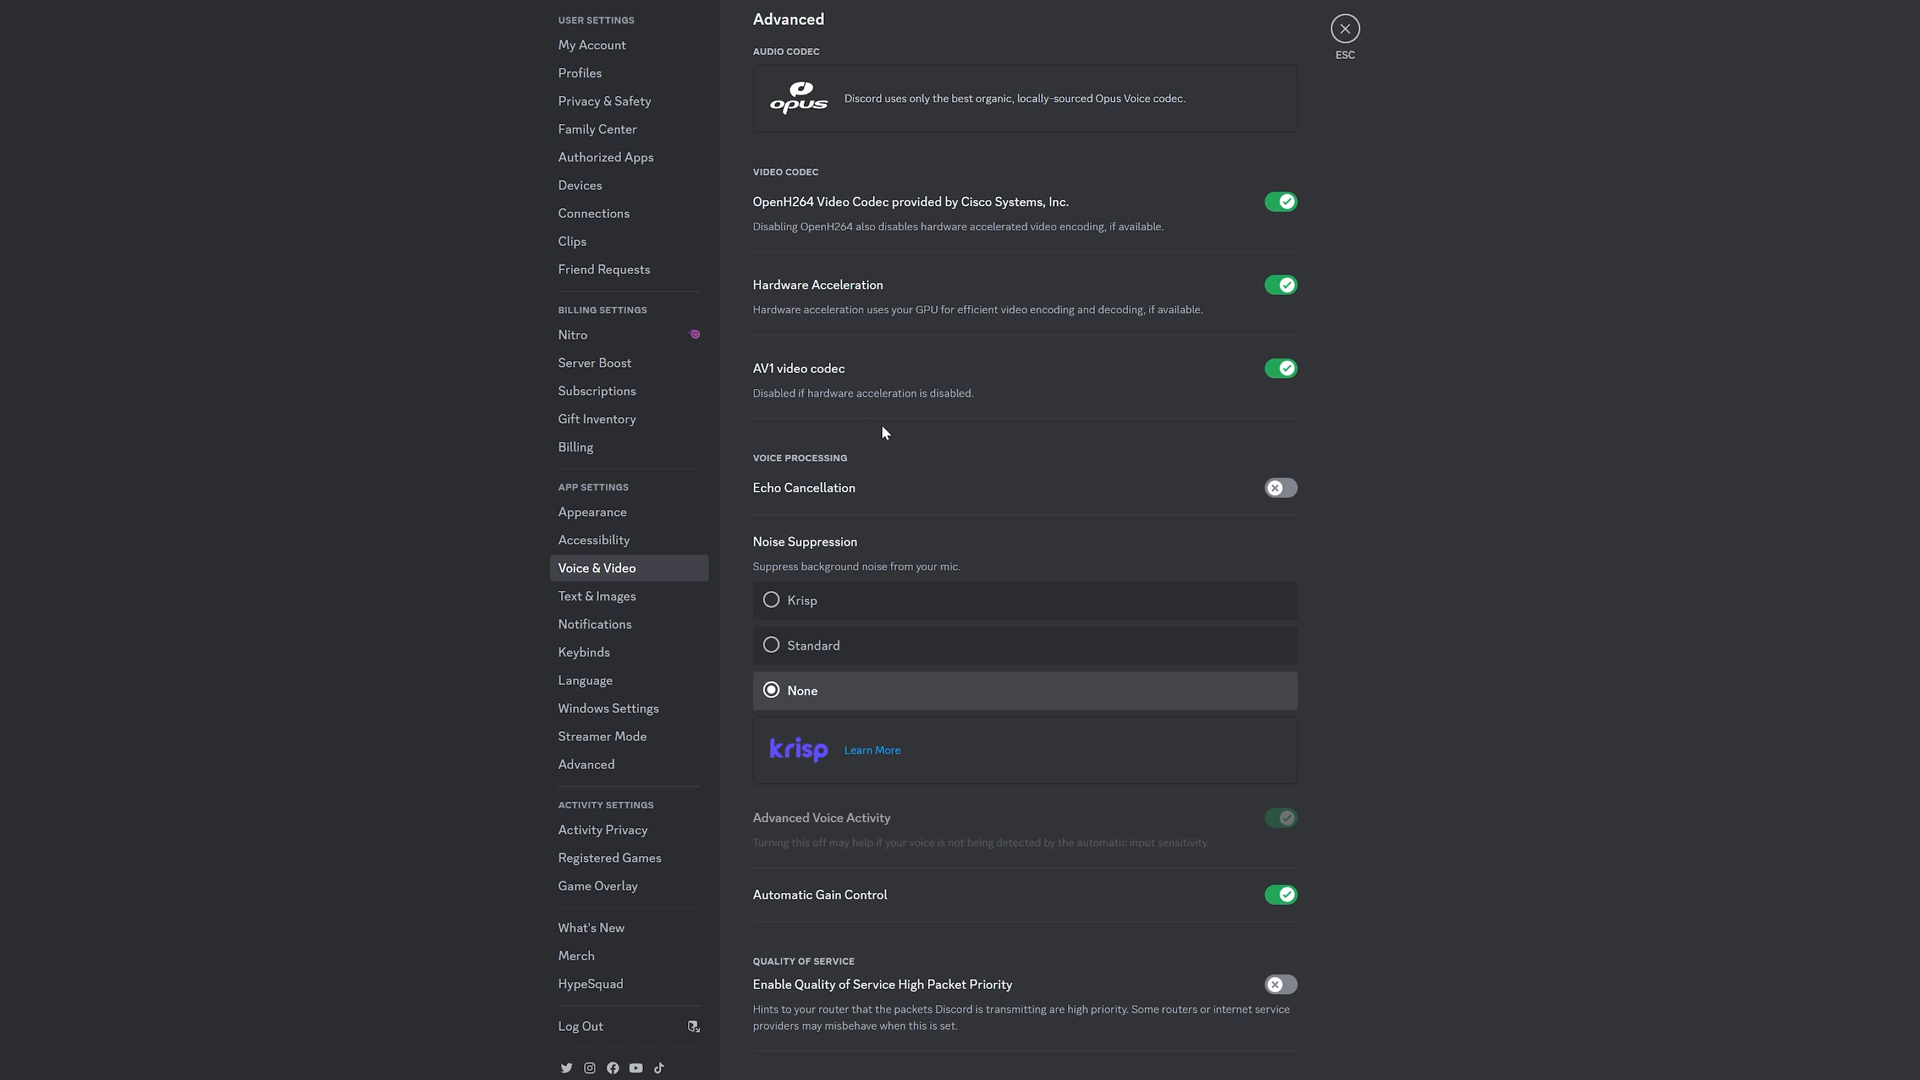 USER SETTINGS
My Account
Profiles
Privacy & Safety
Family Center
Authorized Apps
Devices
Connections
Clips
Friend Requests
BILLING SETTINGS
Nitro
Server Boost
Subscriptions
Gift Inventory
Billing
APP SETTINGS
Appearance
Accessibility
Voice & Video
Text & Images
Notifications
Keybinds
Language
Windows Settings
Streamer Mode
Advanced
ACTIVITY SETTINGS
Activity Privacy
Registered Games
Game Overlay
What's New
Merch
HypeSquad
Log Out
Advanced
AUDIO CODEC
opus
Discord uses only the best organic, locally-sourced Opus Voice codec.
VIDEO CODEC
OpenH264 Video Codec provided by Cisco Systems, Inc.
Disabling OpenH264 also disables hardware accelerated video encoding, if available.
Hardware Acceleration
Hardware acceleration uses your GPU for efficient video encoding and decoding, if available.
AV1 video codec
Disabled if hardware acceleration is disabled.
VOICE PROCESSING
Echo Cancellation
Noise Suppression
Suppress background noise from your mic.
Krisp
Standard
None
krisp
Learn More
Advanced Voice Activity
Turning this off may help if your voice is not being detected by the automatic input sensitivity.
Automatic Gain Control
QUALITY OF SERVICE
Enable Quality of Service High Packet Priority
Hints to your router that the packets Discord is transmitting are high priority. Some routers or internet service
providers may misbehave when this is set.
ESC